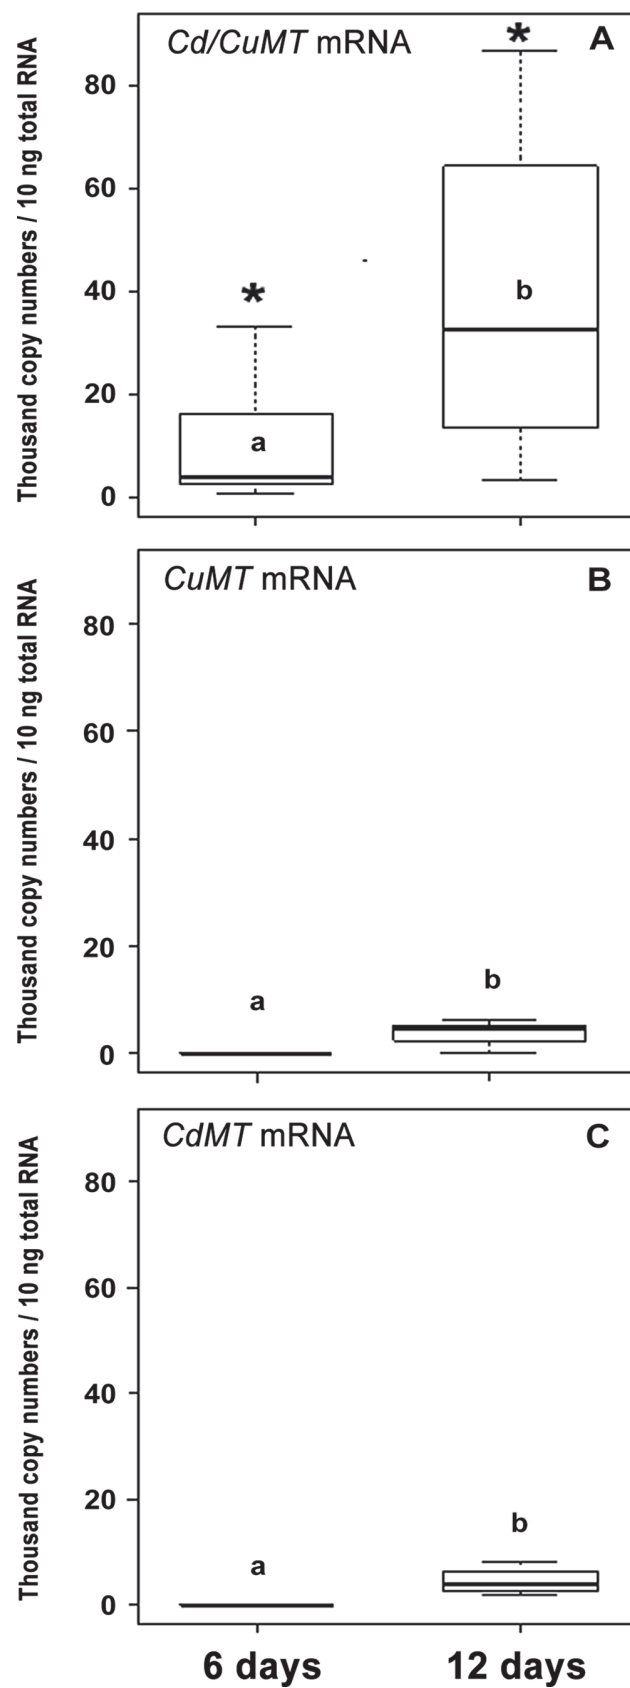 Cd/CuMT mRNA
A
*
*
Thousand copy numbers / 10 ng total RNA
80
60
40
20
0
a
b
CuMT mRNA
B
Thousand copy numbers / 10 ng total RNA
80
60
40
20
0
a
b
CdMT mRNA
C
Thousand copy numbers / 10 ng total RNA
80
60
40
20
0
a
b
6 days
12 days